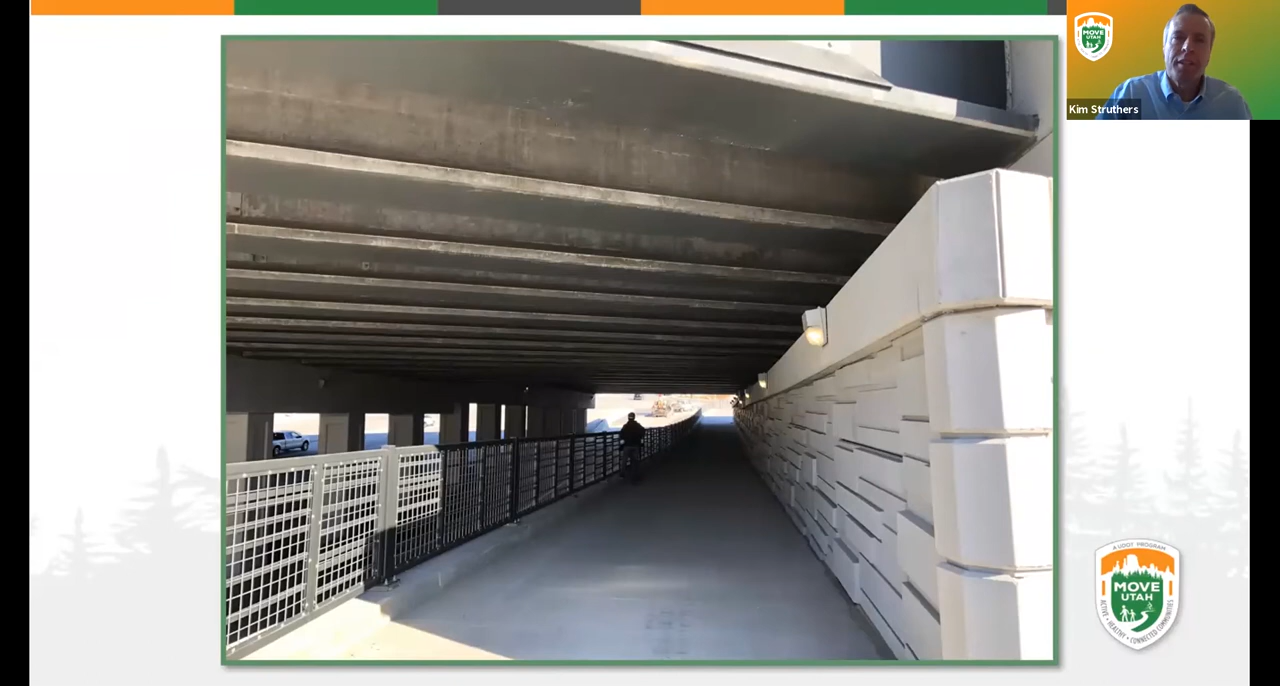 MOVE
UTAH
Kim Struthers
A UDOT PROGRAM
MOVE
UTAH
ACTIVE • HEALTHY • CONNECTED COMMUNITIES